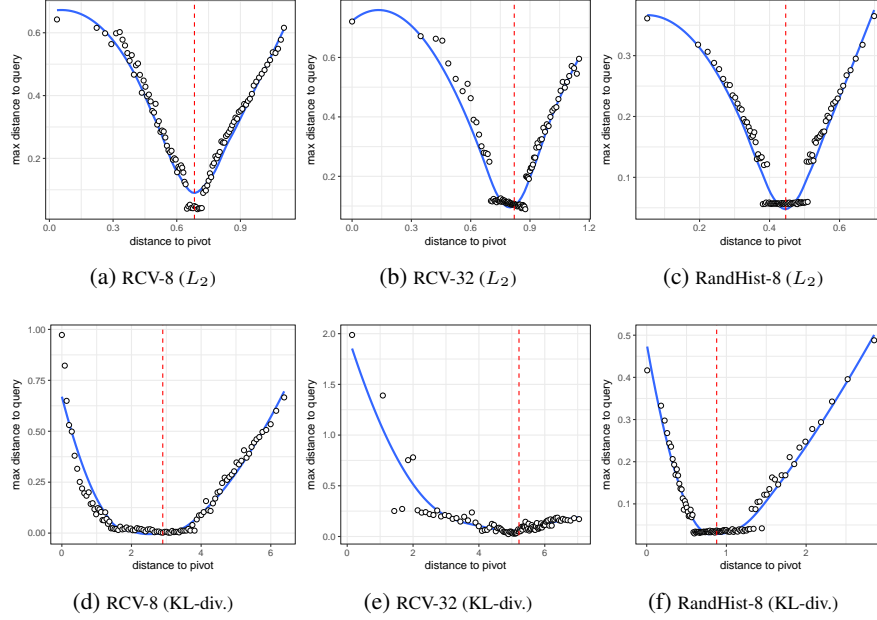 max distance to query
0.6
0.4
0.2
0.0 0.3 0.6 0.9
distance to pivot
(a) RCV-8 (L2)
max distance to query
0.6
0.4
0.2
0.0 0.3 0.6 0.9 1.2
distance to pivot
(b) RCV-32 (L2)
max distance to query
0.3
0.2
0.1
0.2 0.4 0.6
distance to pivot
(c) RandHist-8 (L2)
max distance to query
1.00
0.75
0.50
0.25
0.00
0 2 4 6
distance to pivot
(d) RCV-8 (KL-div.)
max distance to query
2.0
1.5
1.0
0.5
0.0
2 4 6
distance to pivot
(e) RCV-32 (KL-div.)
max distance to query
0.5
0.4
0.3
0.2
0.1
0 1 2
distance to pivot
(f) RandHist-8 (KL-div.)